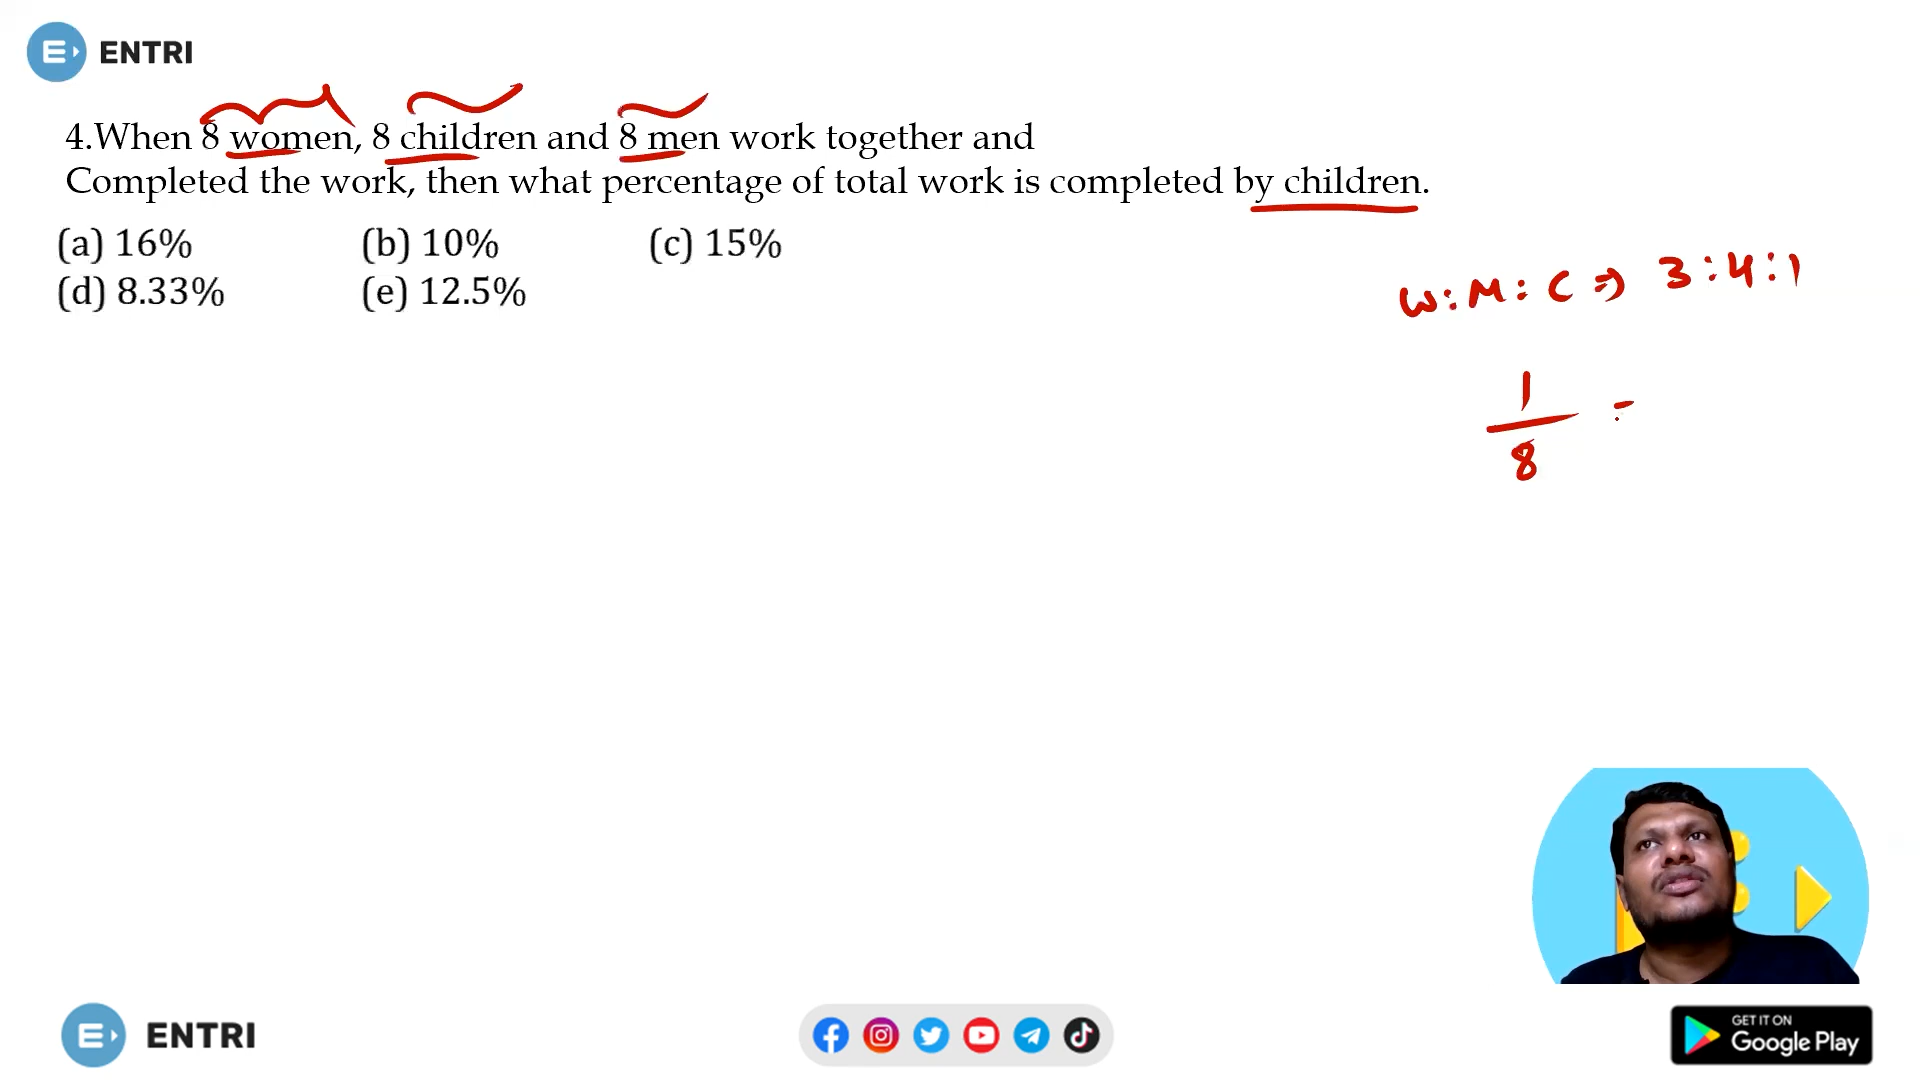 ENTRI
4.When 8 women, 8 children and 8 men work together and
Completed the work, then what percentage of total work is completed by children.
(a) 16% (b) 10% (c) 15%
(d) 8.33% (e) 12.5%
W:M:C => 3:4:1
1
8 =
ENTRI
GET IT ON
Google Play